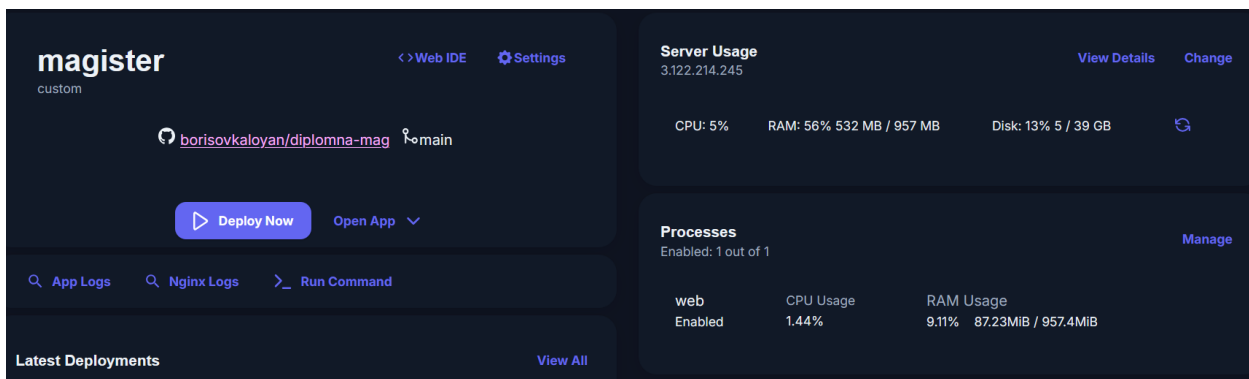 magister
custom
<>Web IDE
Settings
borisovkaloyan/diplomna-mag
main
Deploy Now
Open App
App Logs
Nginx Logs
>_ Run Command
Latest Deployments
View All
Server Usage
3.122.214.245
View Details
Change
CPU: 5%
RAM: 56% 532 MB / 957 MB
Disk: 13% 5 / 39 GB
Processes
Enabled: 1 out of 1
Manage
web
CPU Usage
RAM Usage
Enabled
1.44%
9.11% 87.23MiB / 957.4MiB